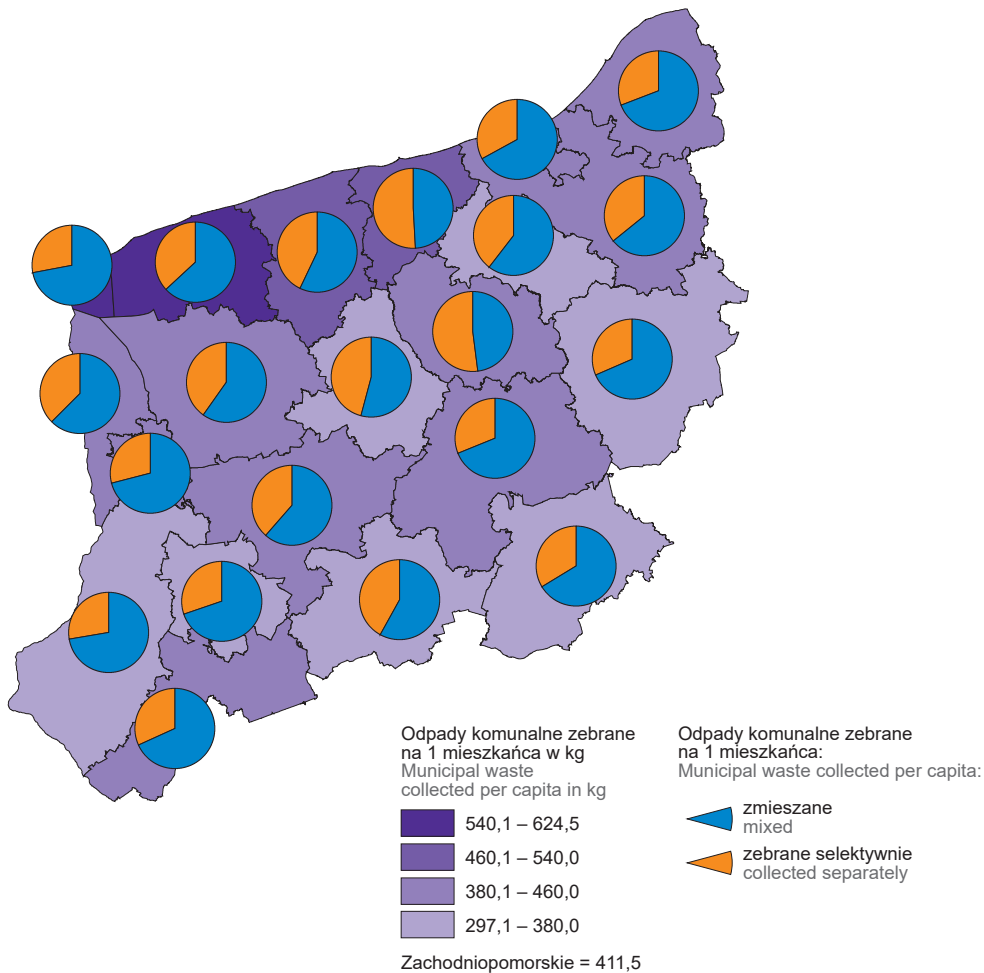 Odpady komunalne zebrane
na 1 mieszkańca w kg
Municipal waste
collected per capita in kg
540,1 – 624,5
460,1 – 540,0
380,1 – 460,0
297,1 – 380,0
Zachodniopomorskie = 411,5
Odpady komunalne zebrane
na 1 mieszkańca:
Municipal waste collected per capita:
zmieszane
mixed
zebrane selektywnie
collected separately